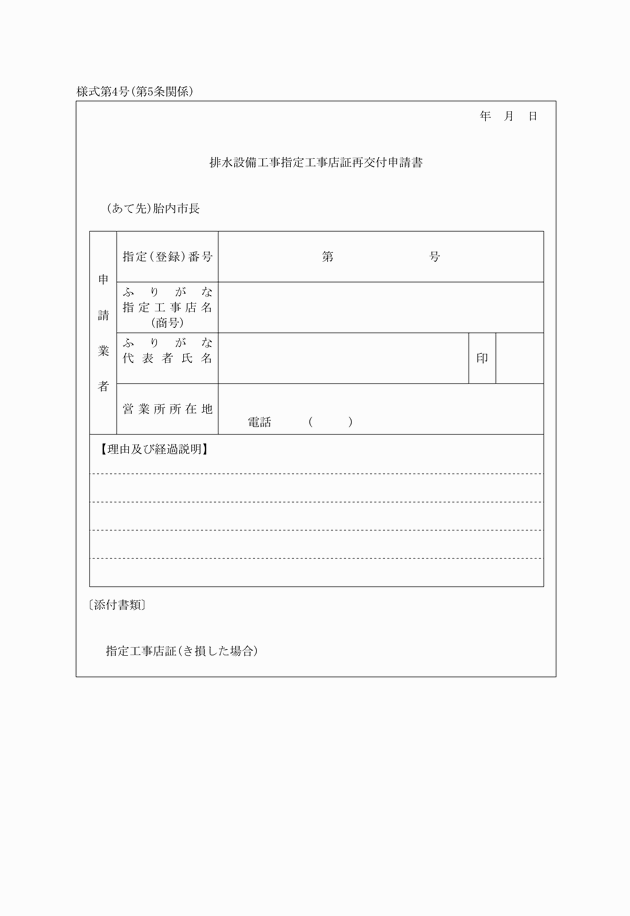 様式第4号(第5条関係)
年　月　日
排水設備工事指定工事店証再交付申請書
(あて先)胎内市長
申請業者
指定(登録)番号
第　　　　　　　号
ふりがな
指定工事店名
(商号)
ふりがな
代表者氏名
印
営業所所在地
電話　　　(　　　)
【理由及び経過説明】
〔添付書類〕
指定工事店証(き損した場合)